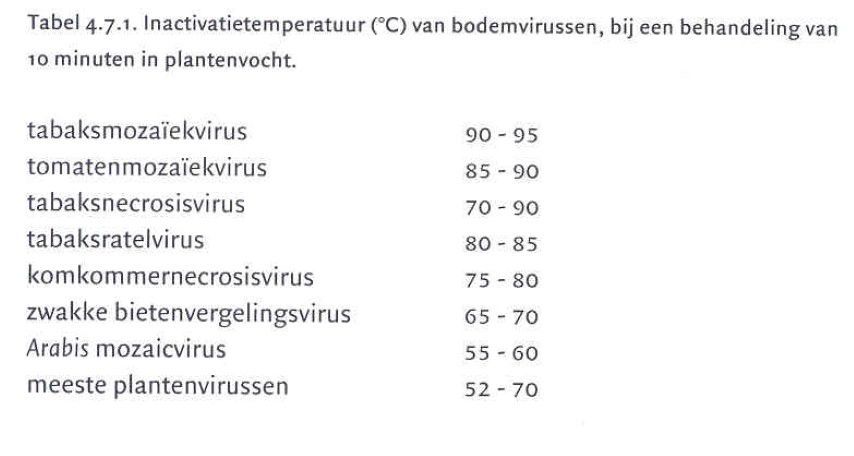 Tabel 4.7.1. Inactivatietemperatuur (°C) van bodemvirussen, bij een behandeling van
10 minuten in plantenvocht.
tabaksmozaïekvirus 90 - 95
tomatenmozaïekvirus 85 - 90
tabaksnecrosisvirus 70 - 90
tabaksratelvirus 80 - 85
komkommernecrosisvirus 75 - 80
zwakke bietenvergelingsvirus 65 - 70
Arabis mozaicvirus 55 - 60
meeste plantenvirussen 52 - 70